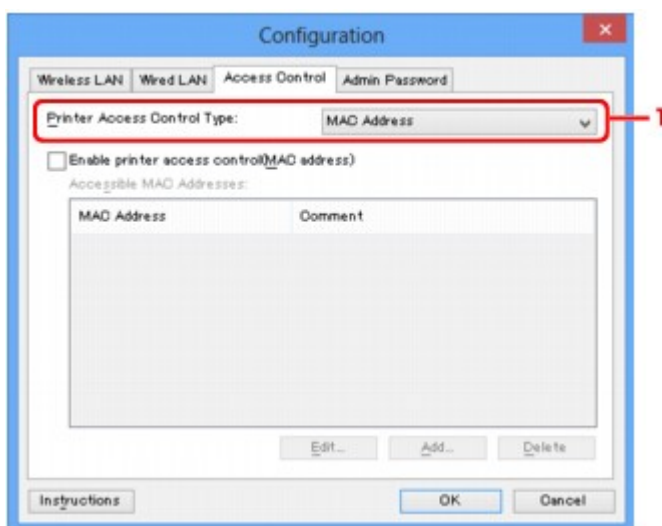 Configuration
Wireless LAN Wired LAN Access Control Admin Password
Printer Access Control Type: MAC Address 1
Enable printer access control(MAC address)
Accessible MAC Addresses:
MAC Address Comment
Edit... Add... Delete
Instructions OK Cancel